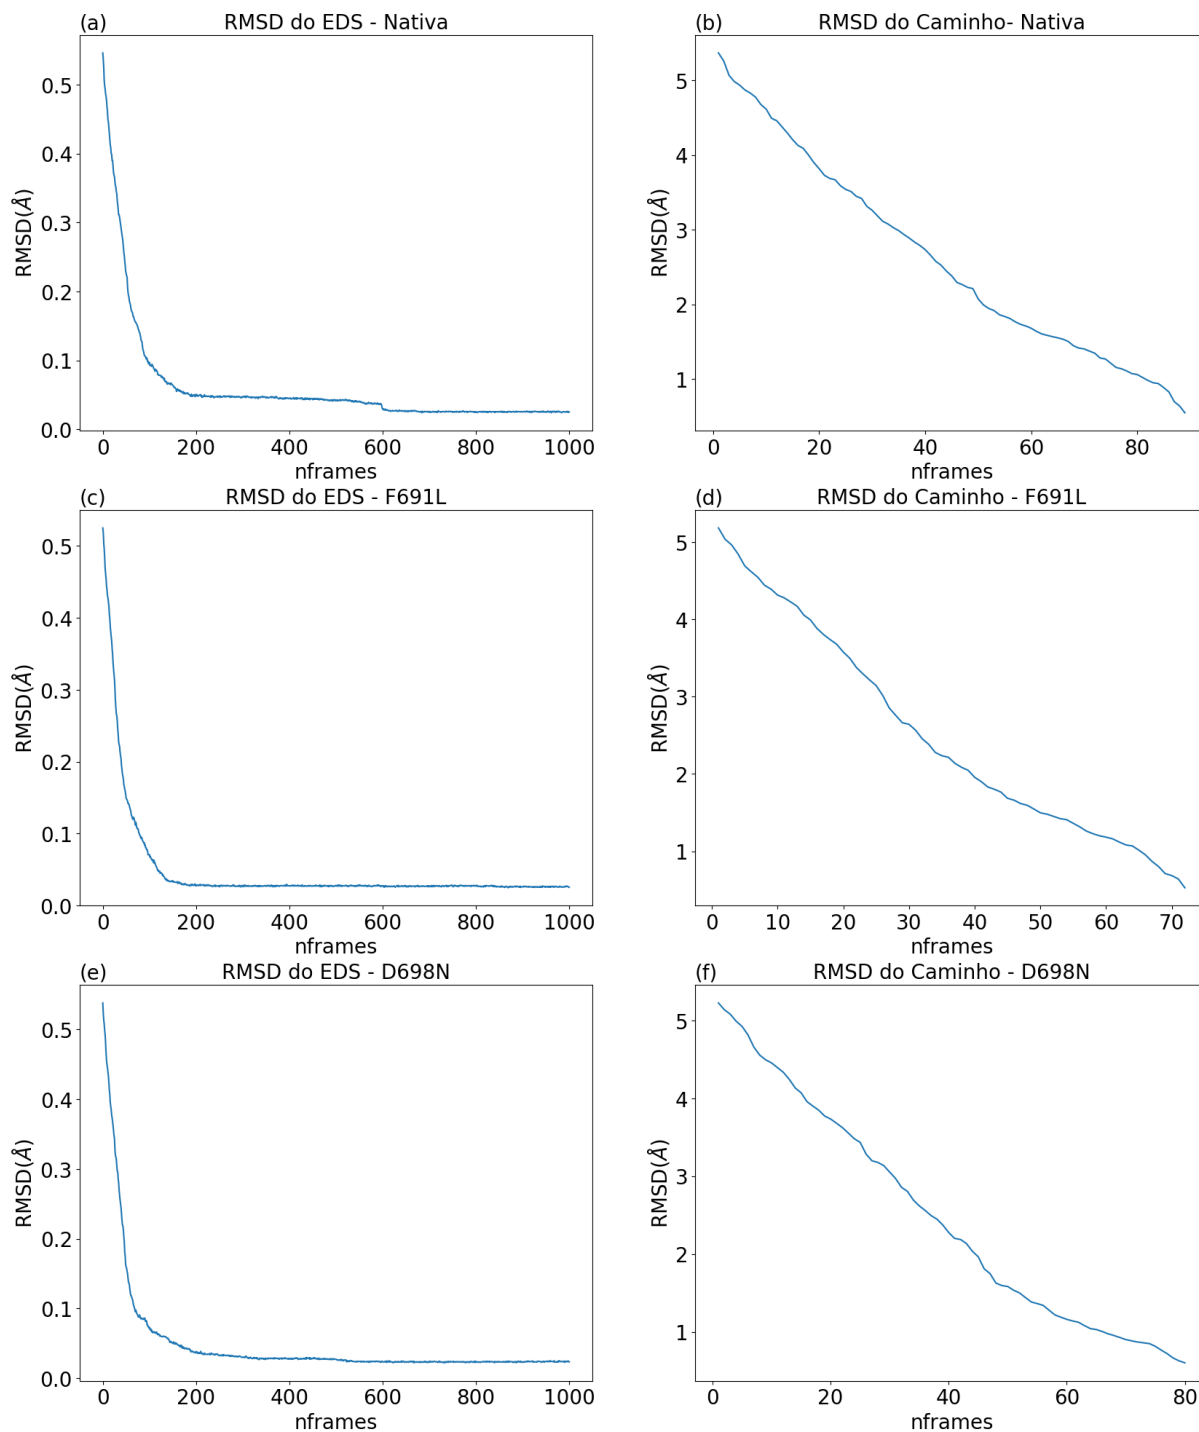 (a) RMSD do EDS - Nativa
RMSD(Å)
0.5
0.4
0.3
0.2
0.1
0.0
0 200 400 600 800 1000
nframes
(b) RMSD do Caminho- Nativa
RMSD(Å)
5
4
3
2
1
0 20 40 60 80
nframes
(c) RMSD do EDS - F691L
RMSD(Å)
0.5
0.4
0.3
0.2
0.1
0.0
0 200 400 600 800 1000
nframes
(d) RMSD do Caminho - F691L
RMSD(Å)
5
4
3
2
1
0 10 20 30 40 50 60 70
nframes
(e) RMSD do EDS - D698N
RMSD(Å)
0.5
0.4
0.3
0.2
0.1
0.0
0 200 400 600 800 1000
nframes
(f) RMSD do Caminho - D698N
RMSD(Å)
5
4
3
2
1
0 20 40 60 80
nframes